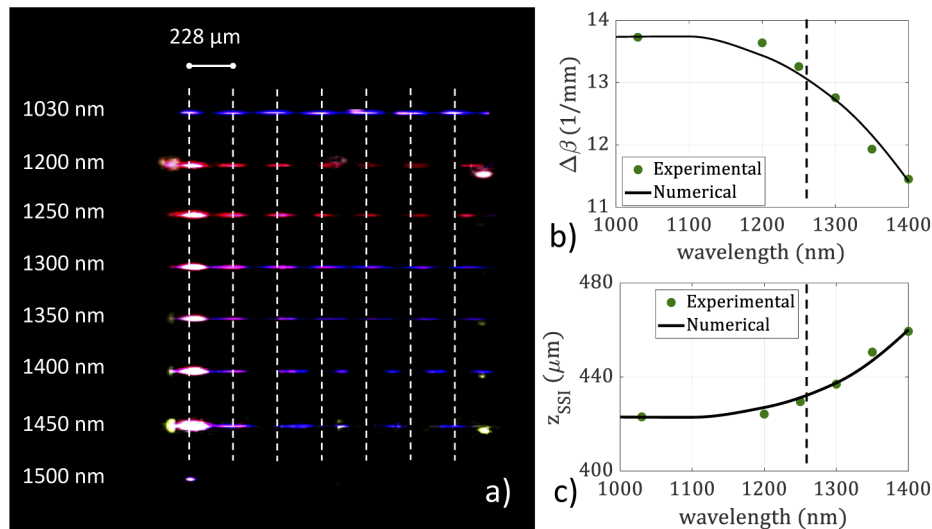 228 μm
1030 nm
1200 nm
1250 nm
1300 nm
1350 nm
1400 nm
1450 nm
1500 nm
a)
b)
14
13
12
11
Δβ (1/mm)
Experimental
Numerical
1000 1100 1200 1300 1400
wavelength (nm)
c)
480
440
400
z_SSI (μm)
Experimental
Numerical
1000 1100 1200 1300 1400
wavelength (nm)